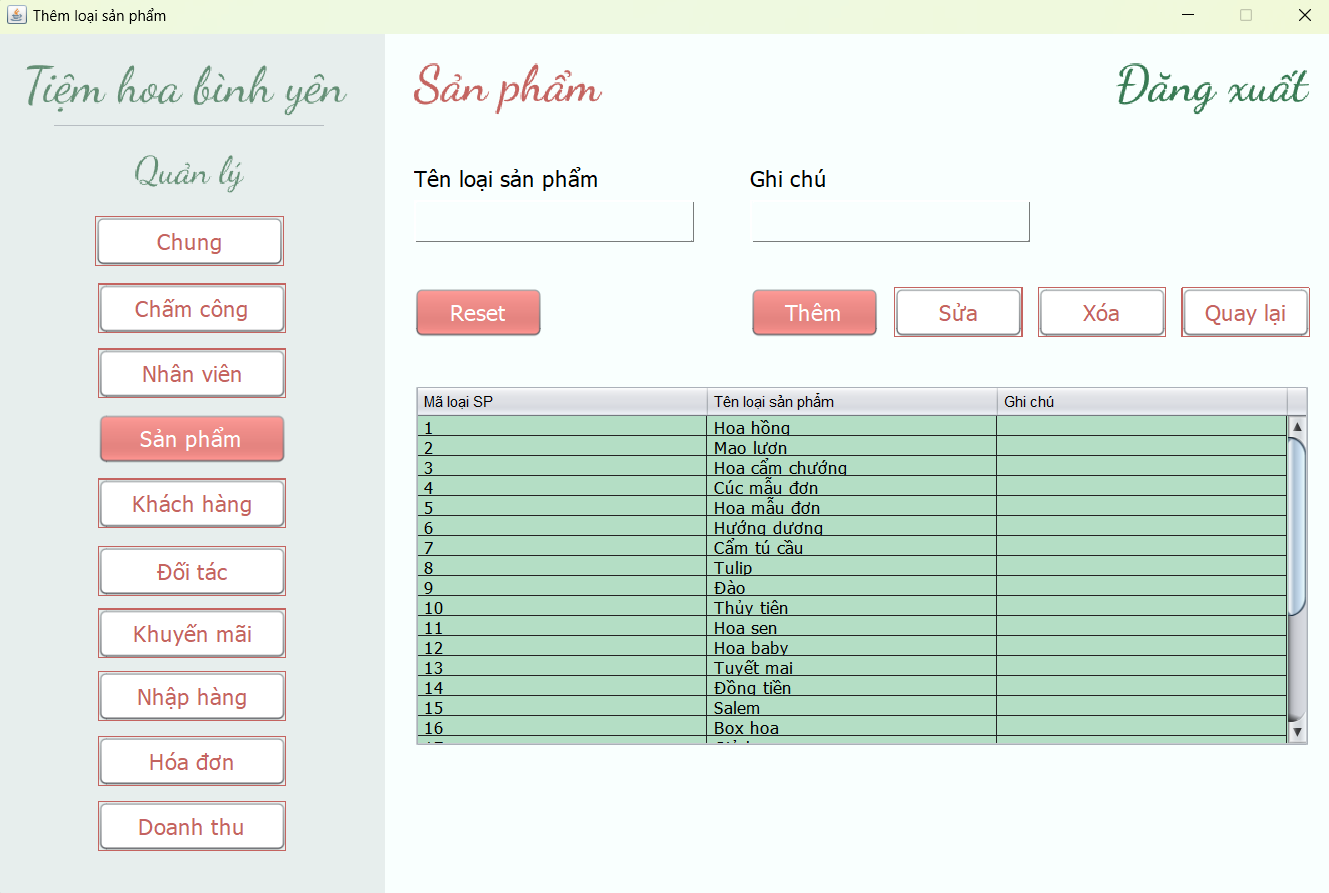 Thêm loại sản phẩm
Tiệm hoa bình yên
Quản lý
Chung
Chấm công
Nhân viên
Sản phẩm
Khách hàng
Đối tác
Khuyến mãi
Nhập hàng
Hóa đơn
Doanh thu
Sản phẩm
Đăng xuất
Tên loại sản phẩm Ghi chú
Reset Thêm Sửa Xóa Quay lại
Mã loại SP Tên loại sản phẩm Ghi chú
1 Hoa hồng
2 Mao lươn
3 Hoa cẩm chướng
4 Cúc mẫu đơn
5 Hoa mẫu đơn
6 Hướng dương
7 Cẩm tú cầu
8 Tulip
9 Đào
10 Thủy tiên
11 Hoa sen
12 Hoa baby
13 Tuyết mai
14 Đồng tiền
15 Salem
16 Box hoa